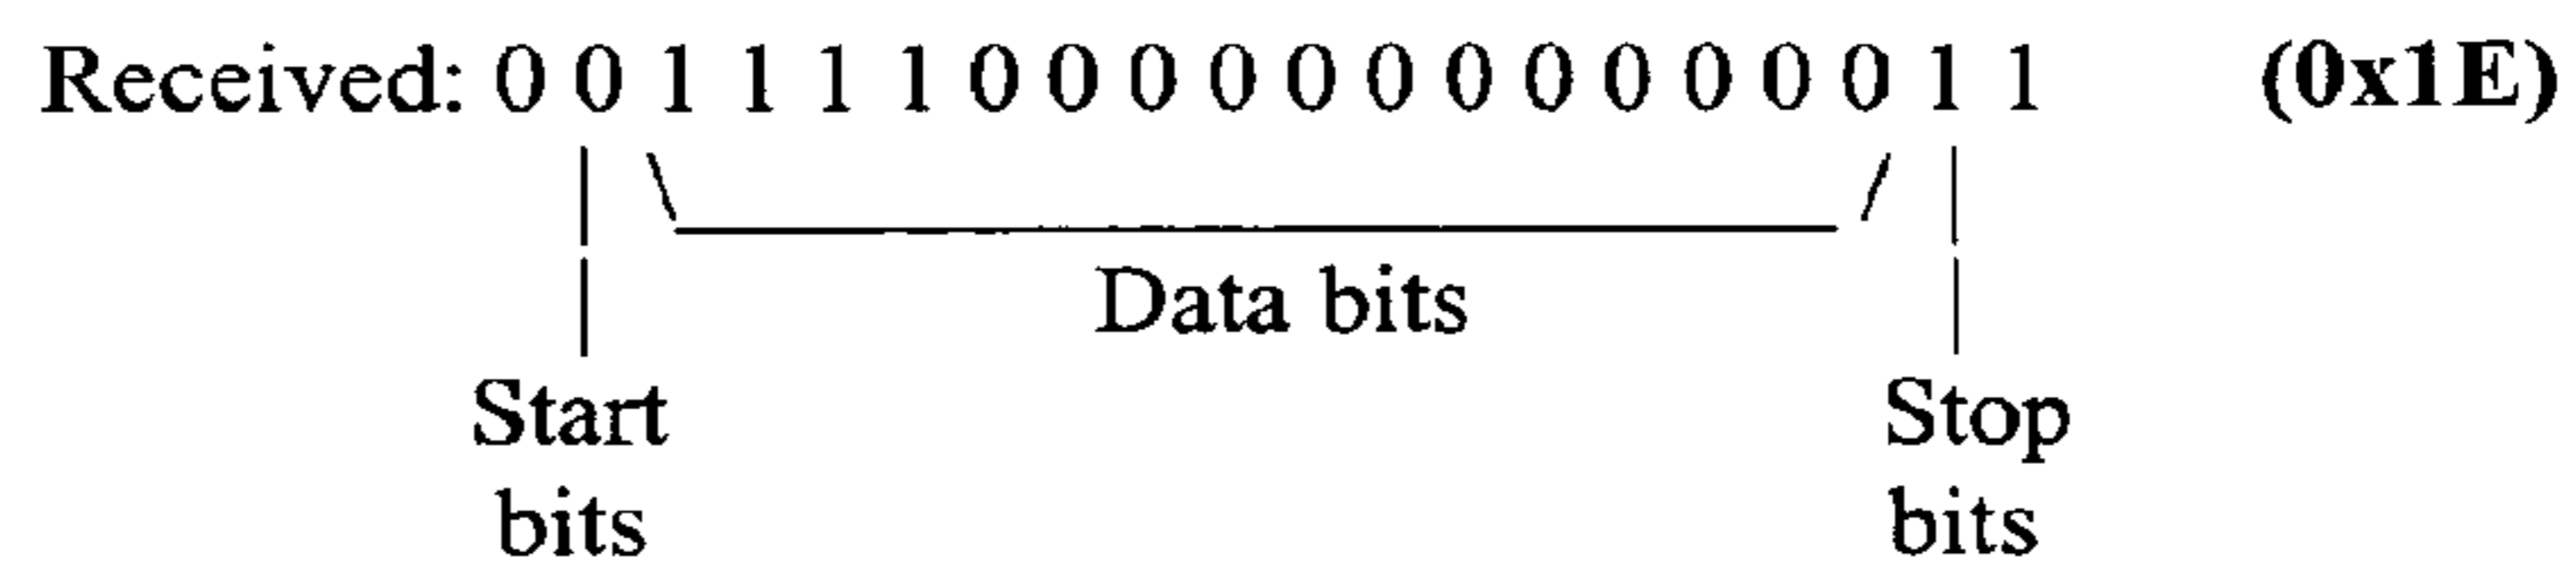 Received: 0 0 1 1 1 1 0 0 0 0 0 0 0 0 0 0 0 0 1 1 (0x1E)
Data bits
Start Stop
bits bits